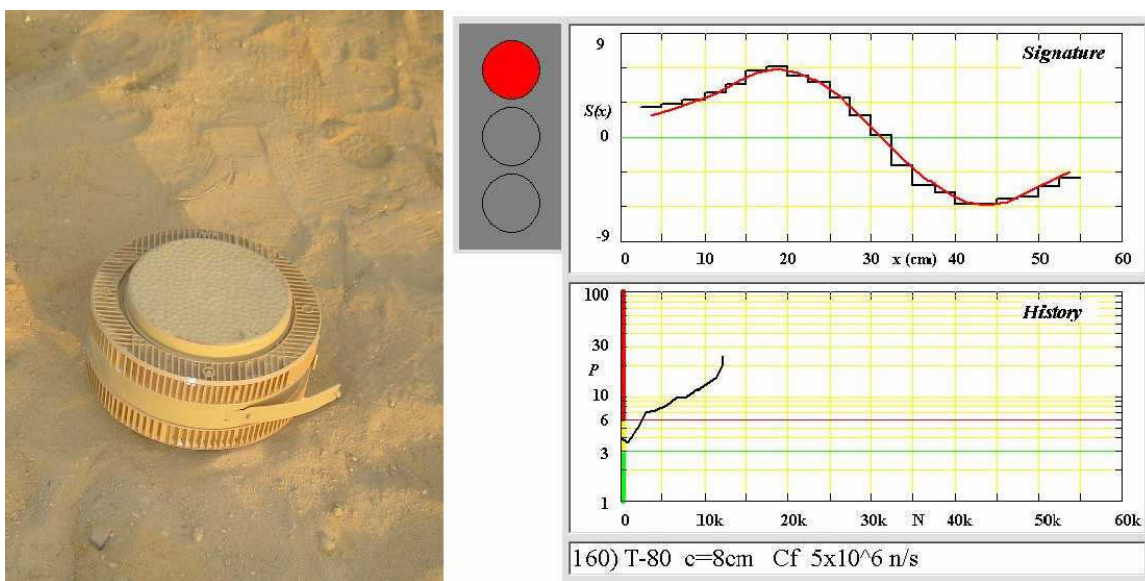 9
Signature
S(x)
0
-9
0 10 20 30 x (cm) 40 50 60
100
History
30
P
10
6
3
1
0 10k 20k 30k N 40k 50k 60k
160) T-80 c=8cm Cf 5x10^6 n/s